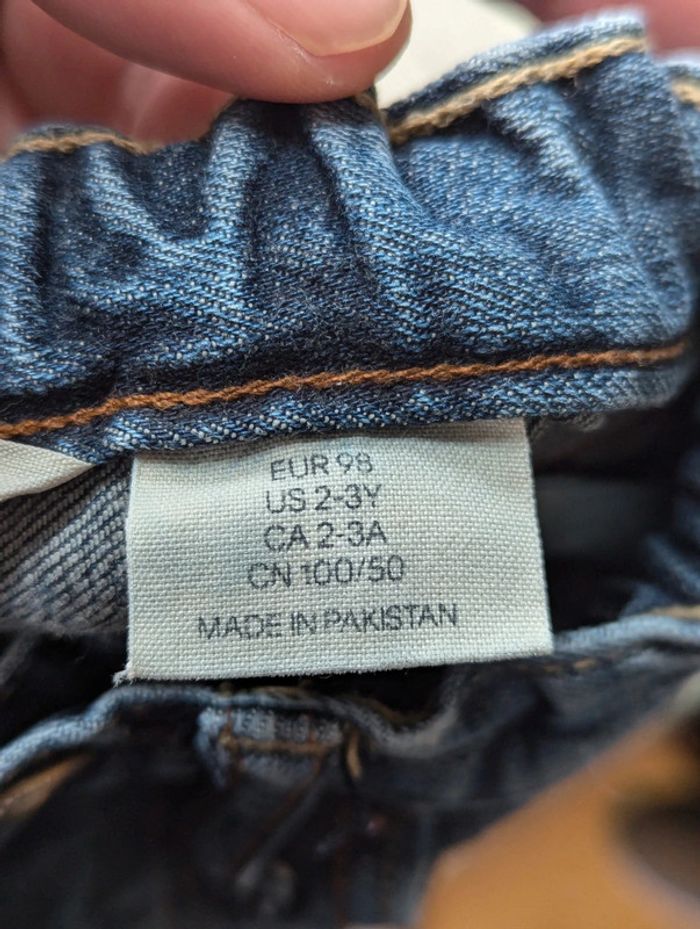 EUR 98
US 2-3Y
CA 2-3A
CN 100/50
MADE IN PAKISTAN